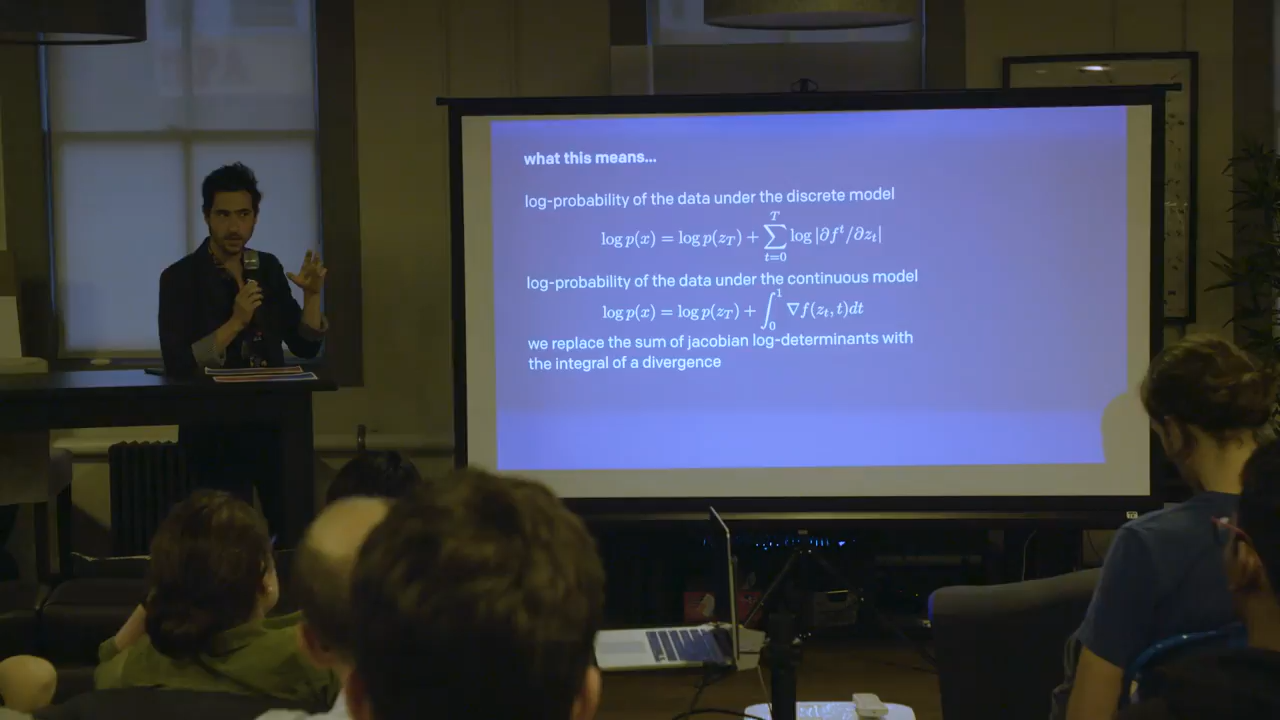 what this means...
log-probability of the data under the discrete model
log p(x) = log p(z_T) + ∑_{t=0}^{T} log |∂f^t/∂z_t|
log-probability of the data under the continuous model
log p(x) = log p(z_T) + ∫_0^1 ∇f(z_t, t)dt
we replace the sum of jacobian log-determinants with
the integral of a divergence